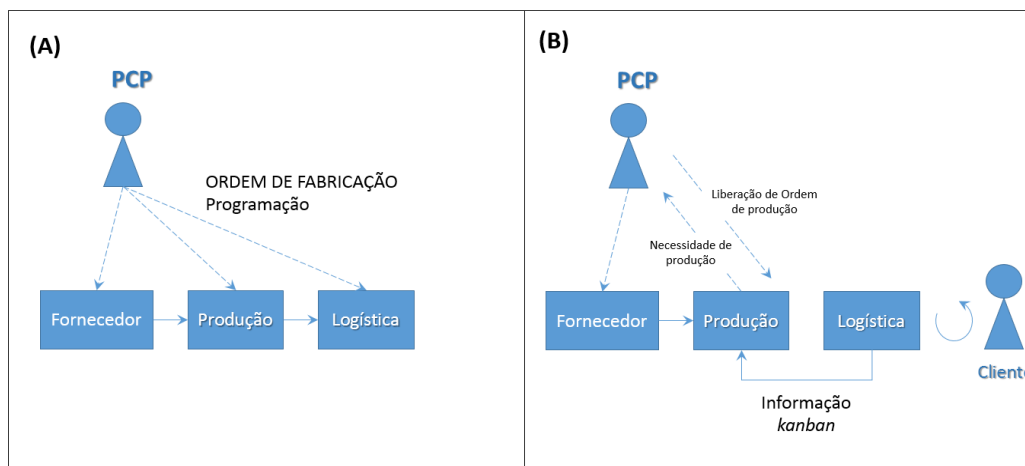 (A)
PCP
ORDEM DE FABRICAÇÃO
Programação
Fornecedor
Produção
Logística
(B)
PCP
Liberação de Ordem
de produção
Necessidade de
produção
Fornecedor
Produção
Logística
Cliente
Informação
kanban